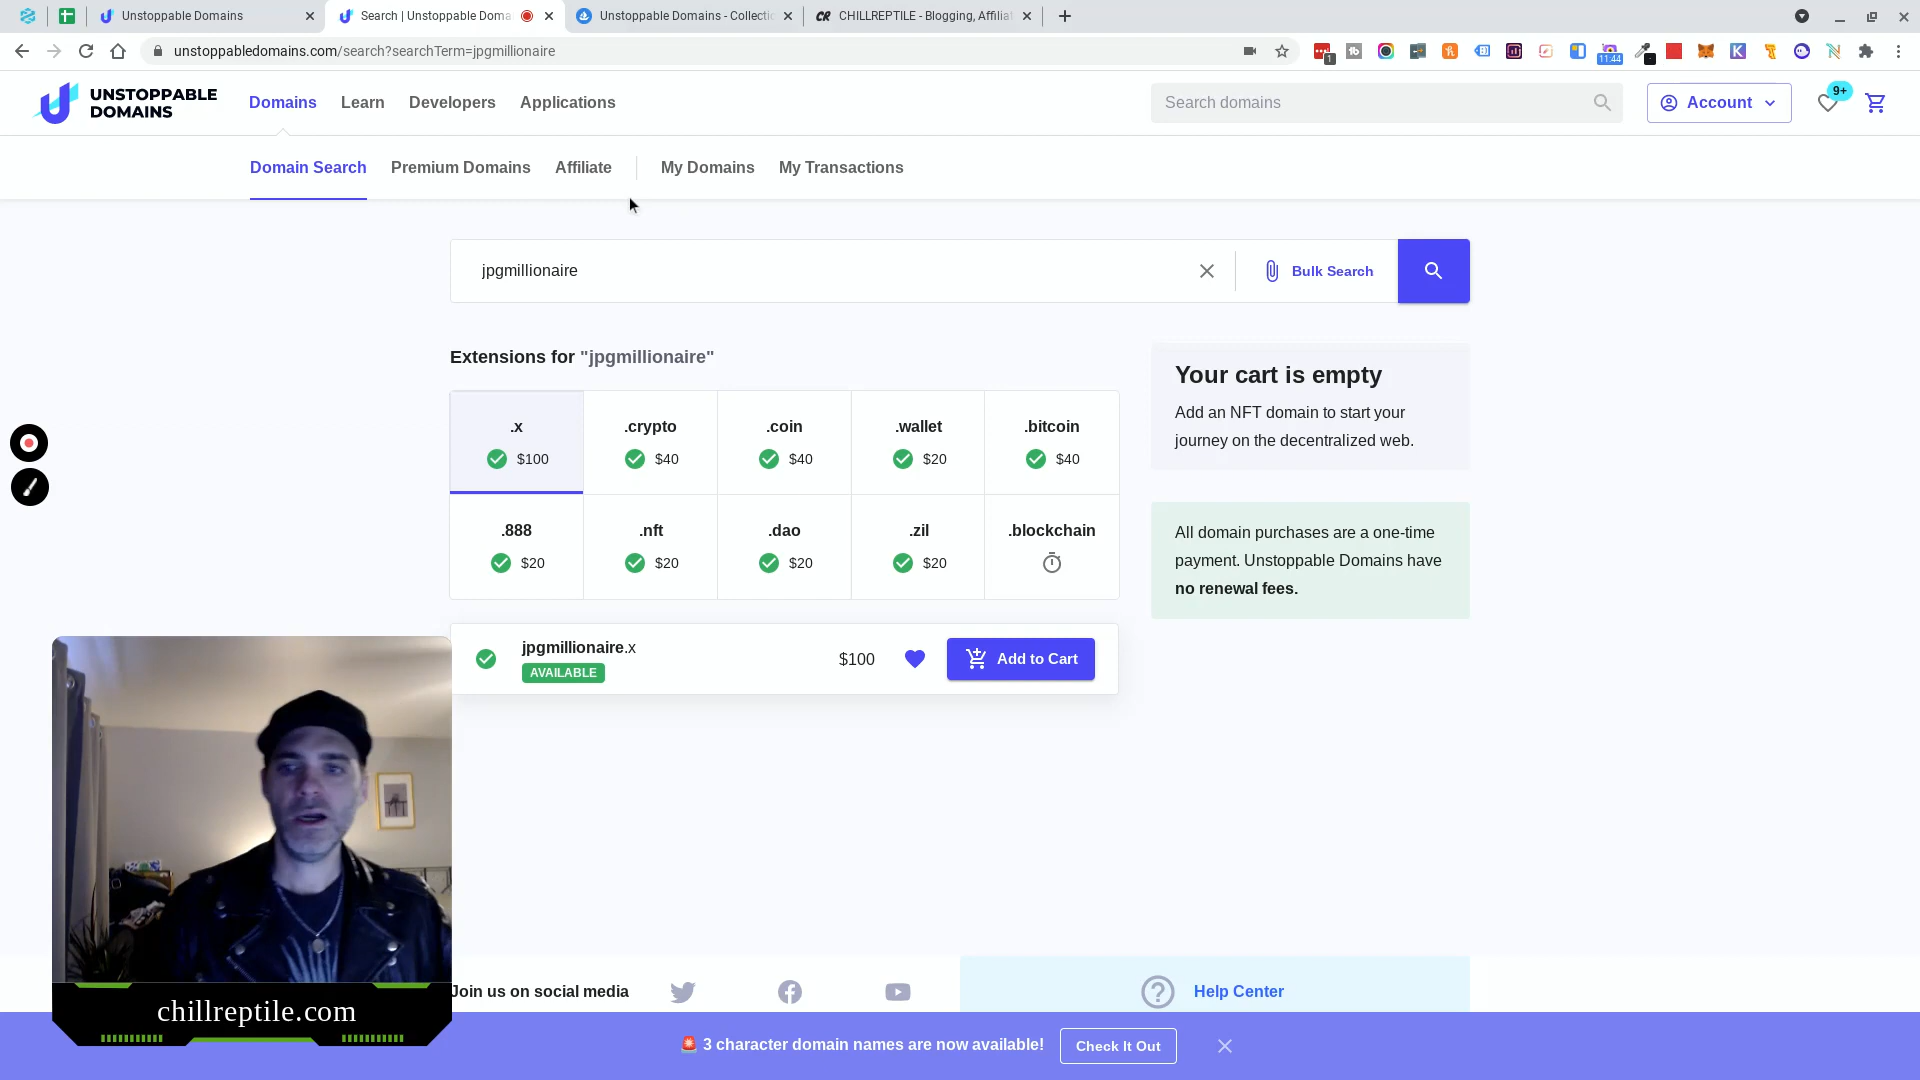 Unstoppable Domains
Search | Unstoppable Doma
Unstoppable Domains - Collectic
CR
CHILLREPTILE - Blogging, Affiliat
unstoppabledomains.com/search?searchTerm=jpgmillionaire
1
11:44
UNSTOPPABLE
DOMAINS
Domains
Learn
Developers
Applications
Search domains
Account
9+
Domain Search
Premium Domains
Affiliate
My Domains
My Transactions
jpgmillionaire
Bulk Search
Extensions for "jpgmillionaire"
.x
.crypto
.coin
.wallet
.bitcoin
$100
$40
$40
$20
$40
.888
.nft
.dao
.zil
.blockchain
$20
$20
$20
$20
Your cart is empty
Add an NFT domain to start your
journey on the decentralized web.
All domain purchases are a one-time
payment. Unstoppable Domains have
no renewal fees.
jpgmillionaire.x
AVAILABLE
$100
Add to Cart
chillreptile.com
Join us on social media
Help Center
3 character domain names are now available!
Check It Out